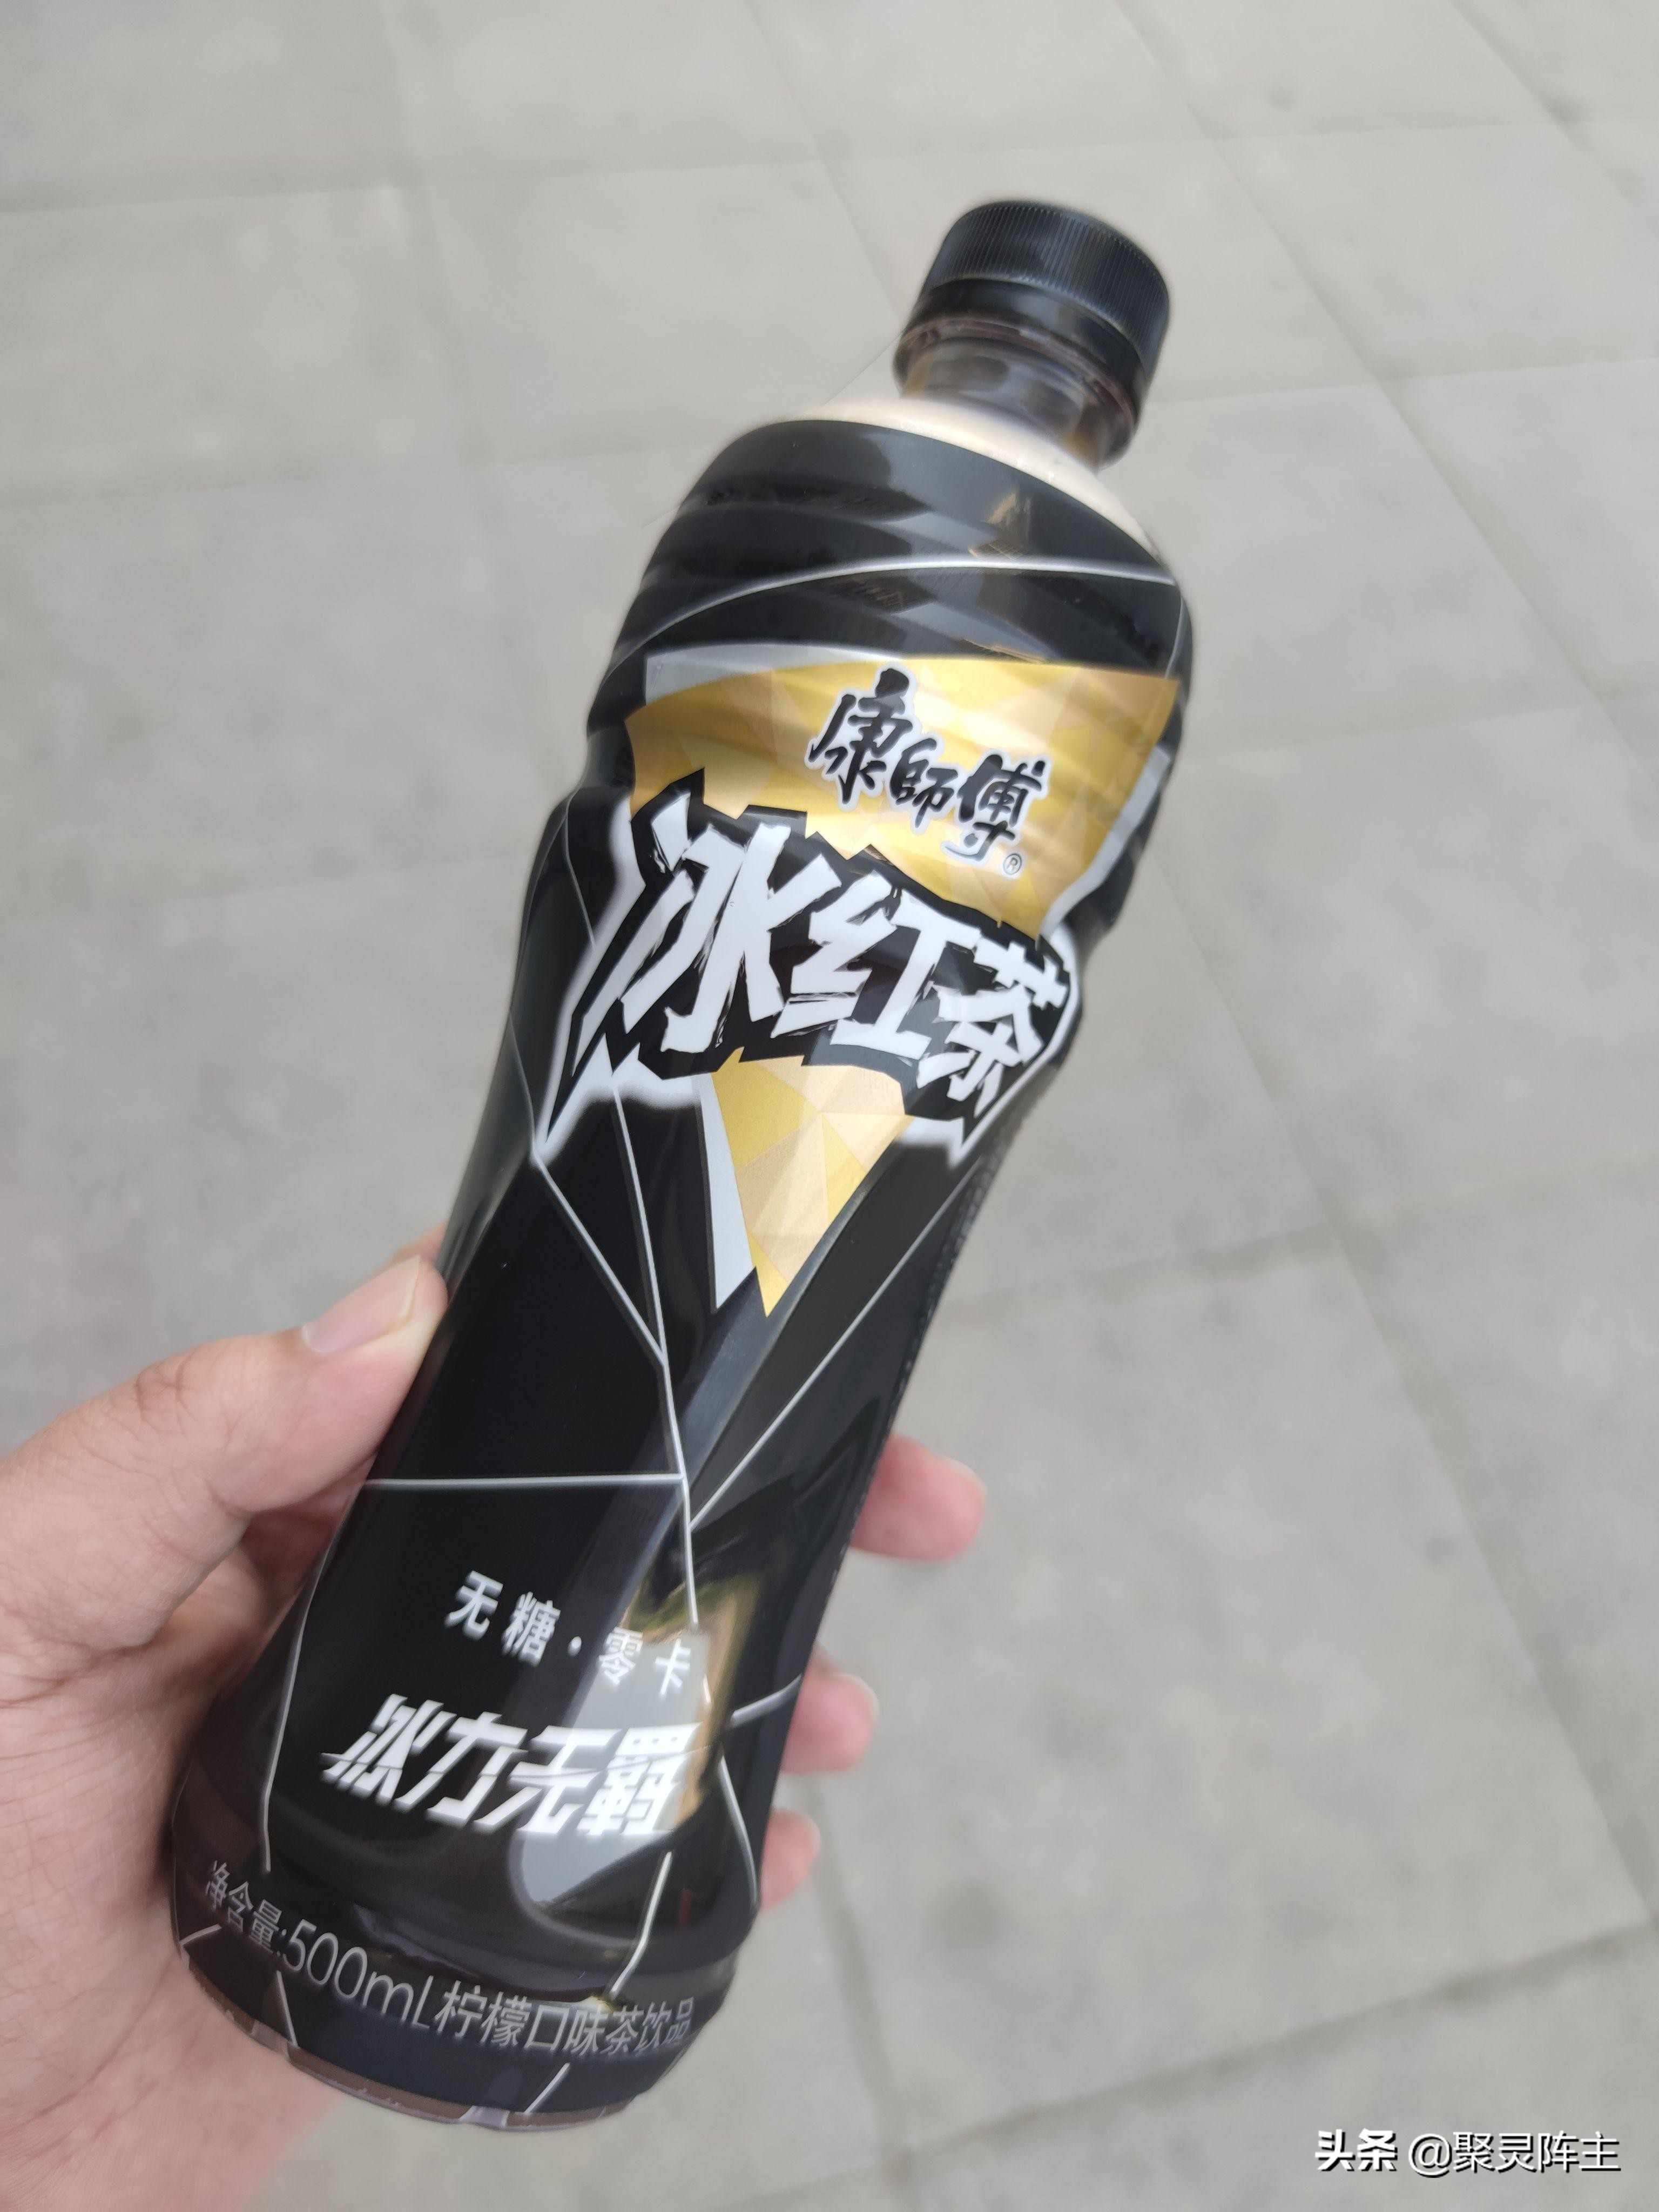 康師傅®
冰红茶
无糖·零卡
冰力无羁
净含量:500mL柠檬口味茶饮品
头条 @聚灵阵主